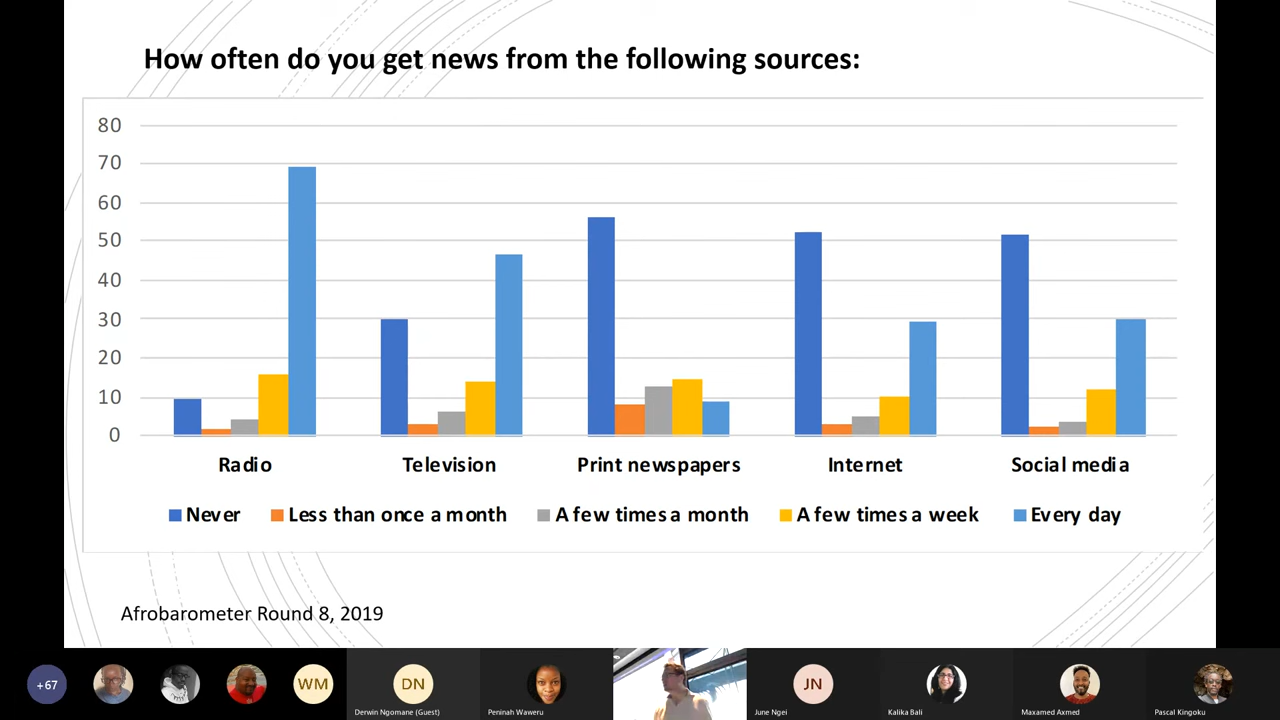 How often do you get news from the following sources:
80
70
60
50
40
30
20
10
0
Radio Television Print newspapers Internet Social media
Never Less than once a month A few times a month A few times a week Every day
Afrobarometer Round 8, 2019
+67 WM DN JN
Derwin Ngomane (Guest) Peninah Waweru June Ngei Kalika Bali Maxamed Axmed Pascal Kingoku